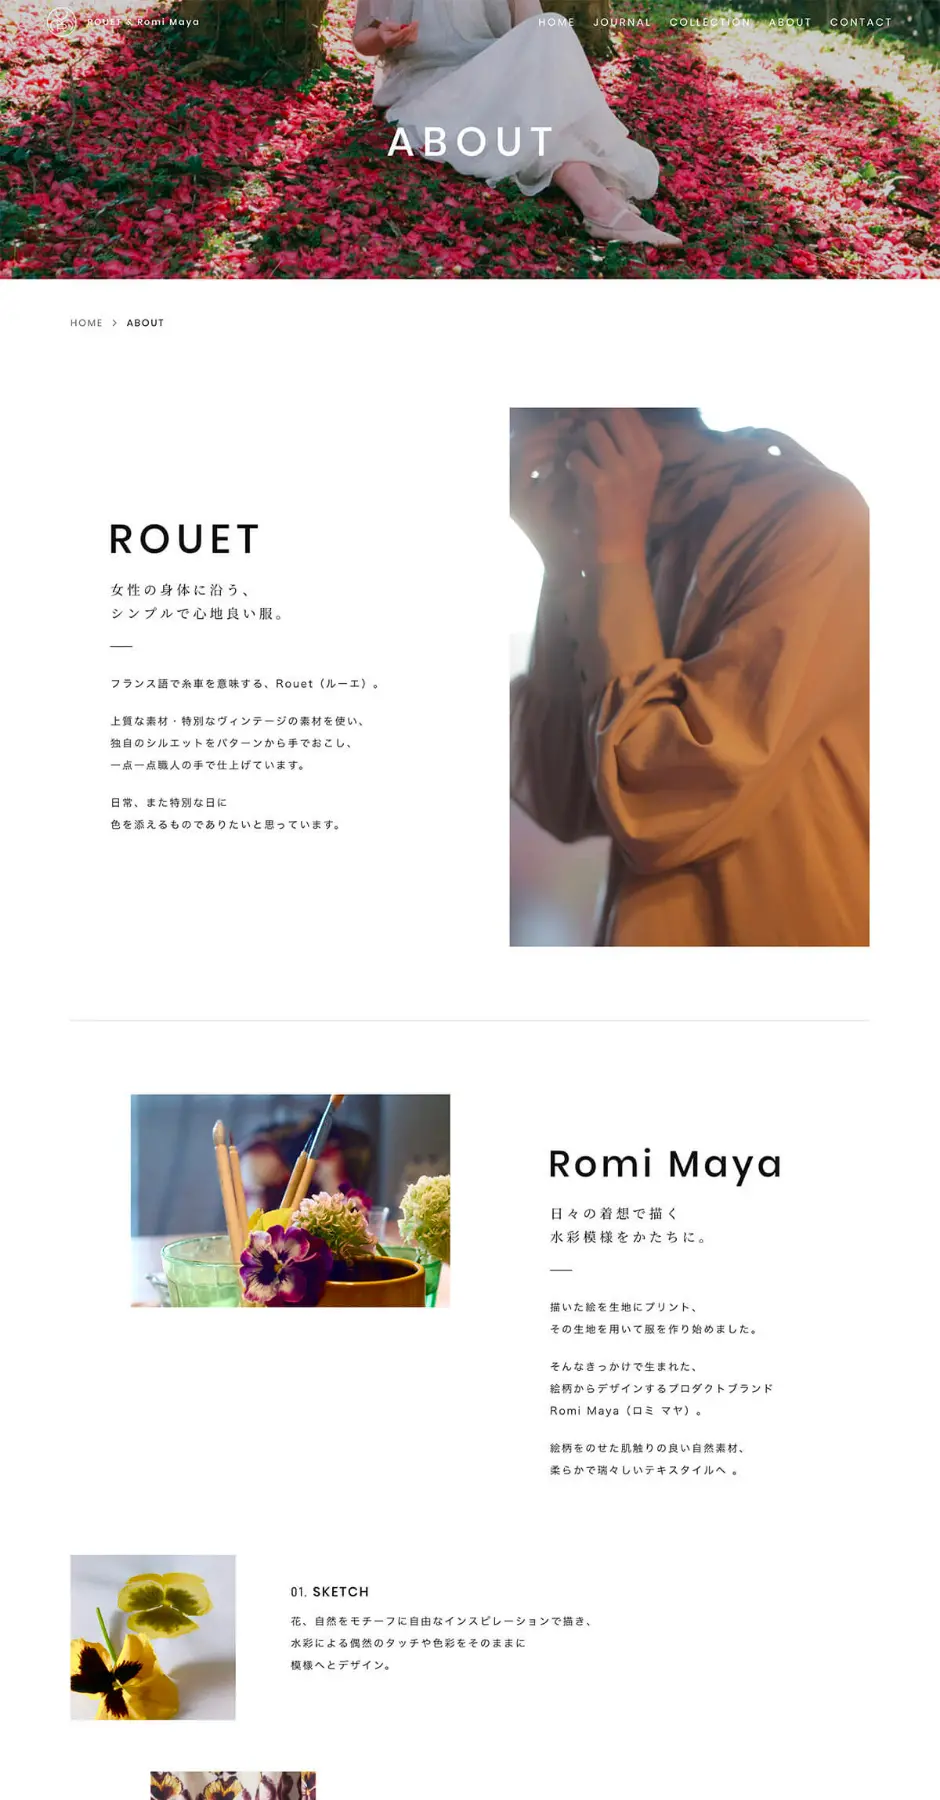 ROUET & Romi Maya
HOME JOURNAL COLLECTION ABOUT CONTACT
ABOUT
HOME > ABOUT
ROUET
女性の身体に沿う、
シンプルで心地良い服。
フランス語で糸車を意味する、Rouet（ルーエ）。
上質な素材・特別なヴィンテージの素材を使い、
独自のシルエットをパターンから手でおこし、
一点一点職人の手で仕上げています。
日常、また特別な日に
色を添えるものでありたいと思っています。
Romi Maya
日々の着想で描く
水彩模様をかたちに。
描いた絵を生地にプリント、
その生地を用いて服を作り始めました。
そんなきっかけで生まれた、
絵柄からデザインするプロダクトブランド
Romi Maya（ロミ マヤ）。
絵柄をのせた肌触りの良い自然素材、
柔らかで瑞々しいテキスタイルへ 。
01. SKETCH
花、自然をモチーフに自由なインスピレーションで描き、
水彩による偶然のタッチや色彩をそのままに
模様へとデザイン。